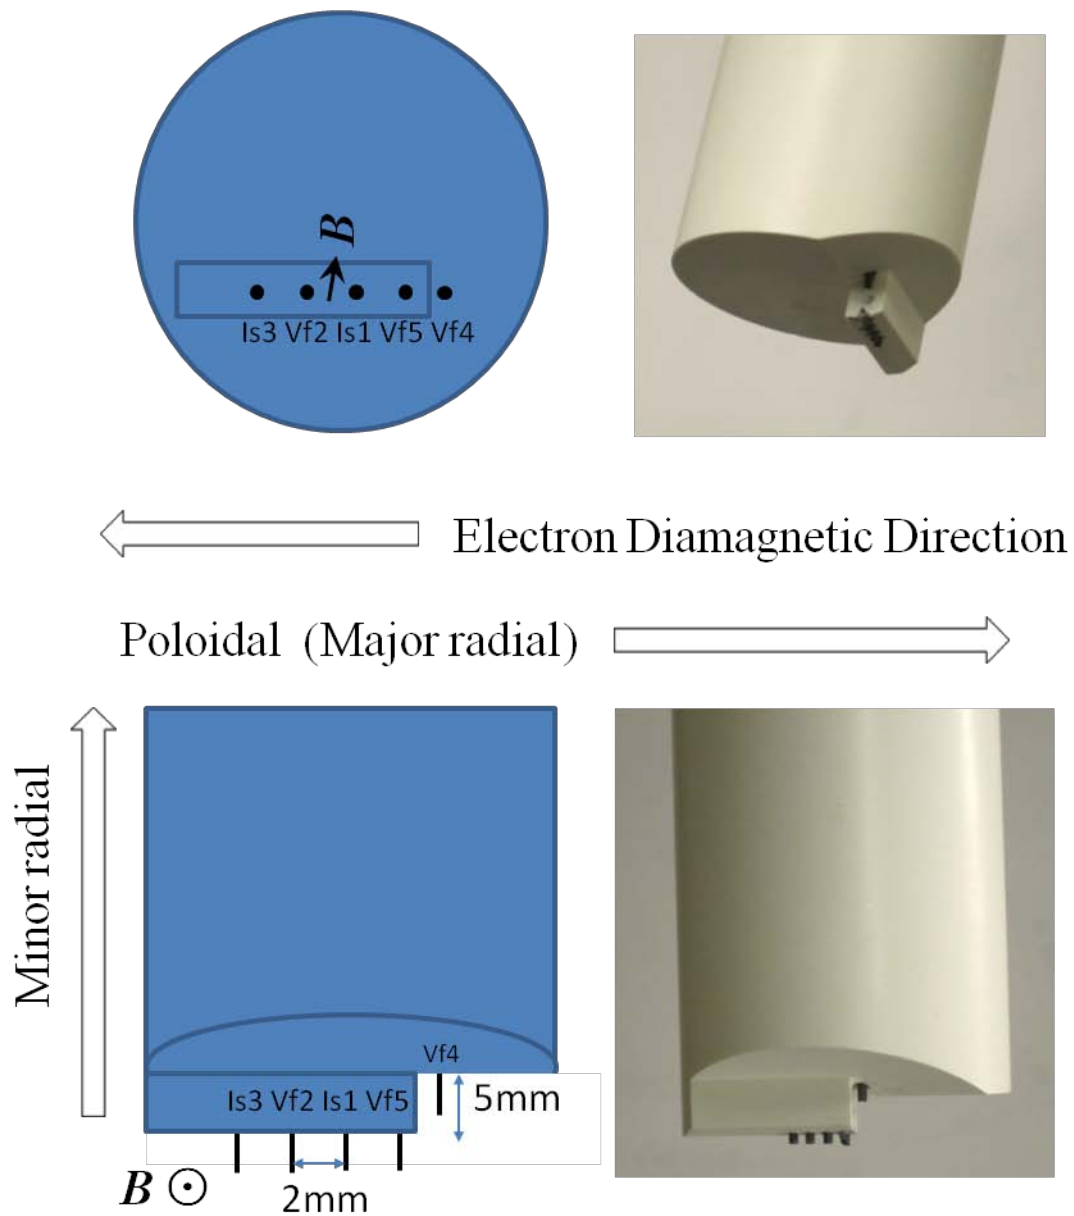 B
Is3 Vf2 Is1 Vf5 Vf4
Electron Diamagnetic Direction
Poloidal (Major radial)
Minor radial
Vf4
Is3 Vf2 Is1 Vf5
5mm
B
2mm